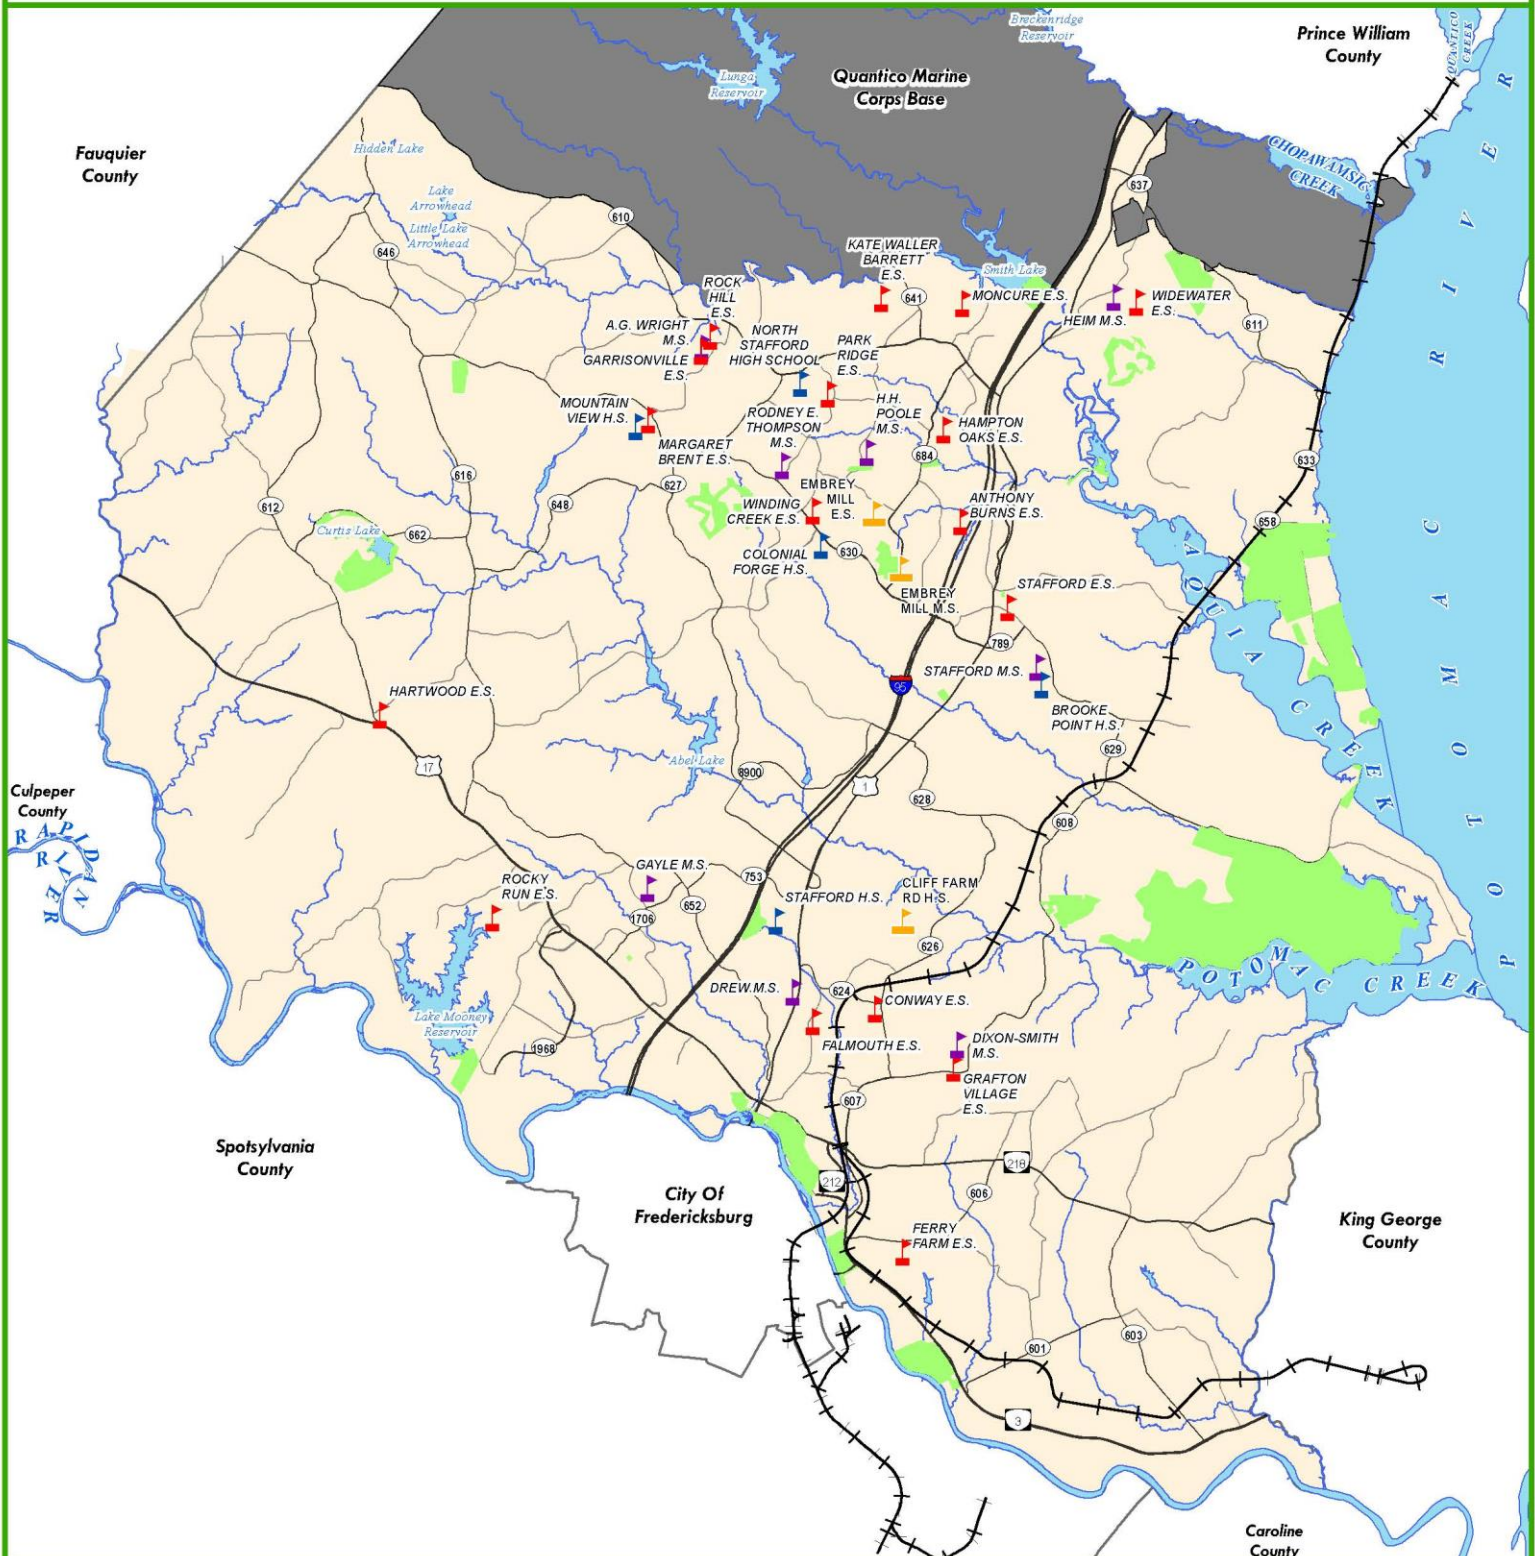 Breckenridge
Reservoir
Prince William
County
QUANTICO
CREEK
Lunga
Reservoir
Quantico Marine
Corps Base
Fauquier
County
Hidden Lake
CHOPAWAMSIC
CREEK
637
Lake
Arrowhead
Little Lake
Arrowhead
610
646
KATE WALLER
BARRETT
E.S.
Smith Lake
ROCK
HILL
E.S.
641
MONCURE E.S.
HEIM M.S.
WIDEWATER
E.S.
611
A.G. WRIGHT
M.S.
GARRISONVILLE
E.S.
NORTH
STAFFORD
HIGH SCHOOL
PARK
RIDGE
E.S.
MOUNTAIN
VIEW H.S.
RODNEY E.
THOMPSON
M.S.
H.H.
POOLE
M.S.
HAMPTON
OAKS E.S.
MARGARET
BRENT E.S.
684
633
616
627
EMBREY
MILL
E.S.
612
648
WINDING
CREEK E.S.
ANTHONY
BURNS E.S.
658
Curtis Lake
662
COLONIAL
FORGE H.S.
630
EMBREY
MILL M.S.
STAFFORD E.S.
AQUIA CREEK
789
STAFFORD M.S.
95
HARTWOOD E.S.
BROOKE
POINT H.S.
629
17
Abel Lake
8900
1
628
608
Culpeper
County
RAPIDAN
RIVER
POTOMAC RIVER
GAYLE M.S.
753
ROCKY
RUN E.S.
652
1706
STAFFORD H.S.
CLIFF FARM
RD H.S.
626
POTOMAC CREEK
DREW M.S.
624
CONWAY E.S.
Lake Mooney
Reservoir
1968
FALMOUTH E.S.
DIXON-SMITH
M.S.
GRAFTON
VILLAGE
E.S.
607
Spotsylvania
County
218
212
606
City Of
Fredericksburg
King George
County
FERRY
FARM E.S.
603
601
3
Caroline
County